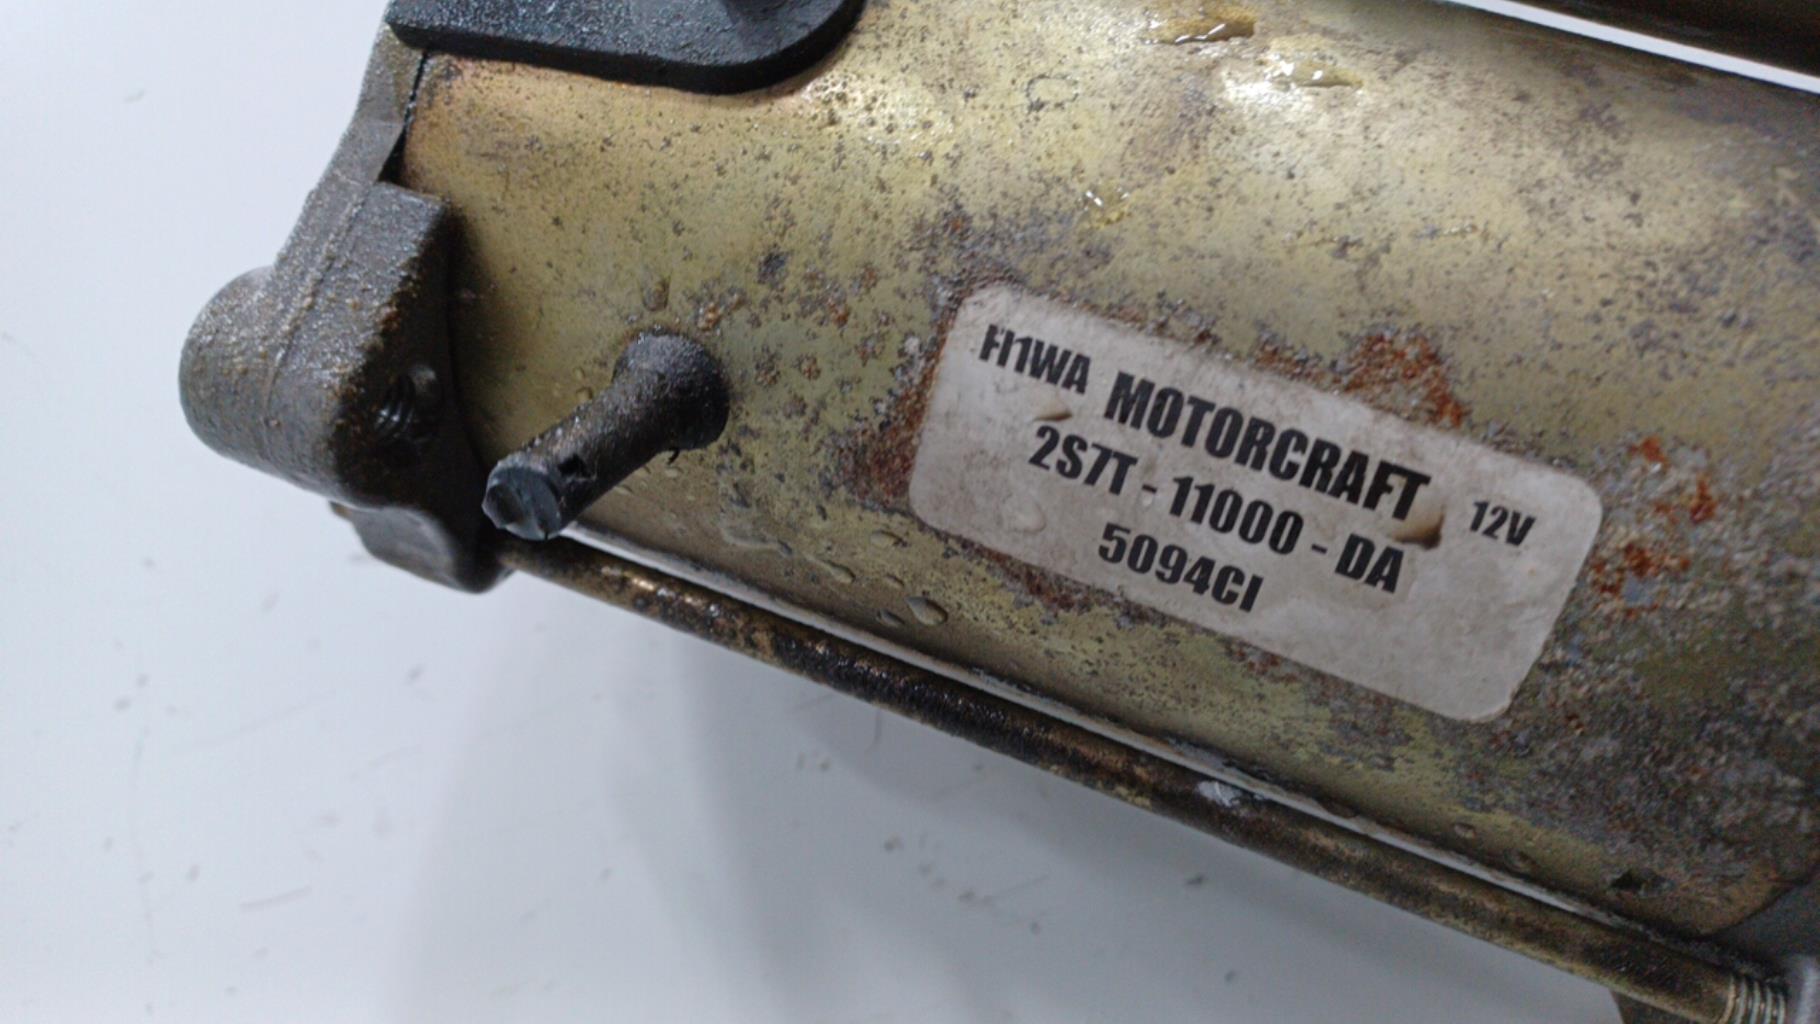 FI1WA MOTORCRAFT 12V
2S7T - 11000 - DA
5094CI